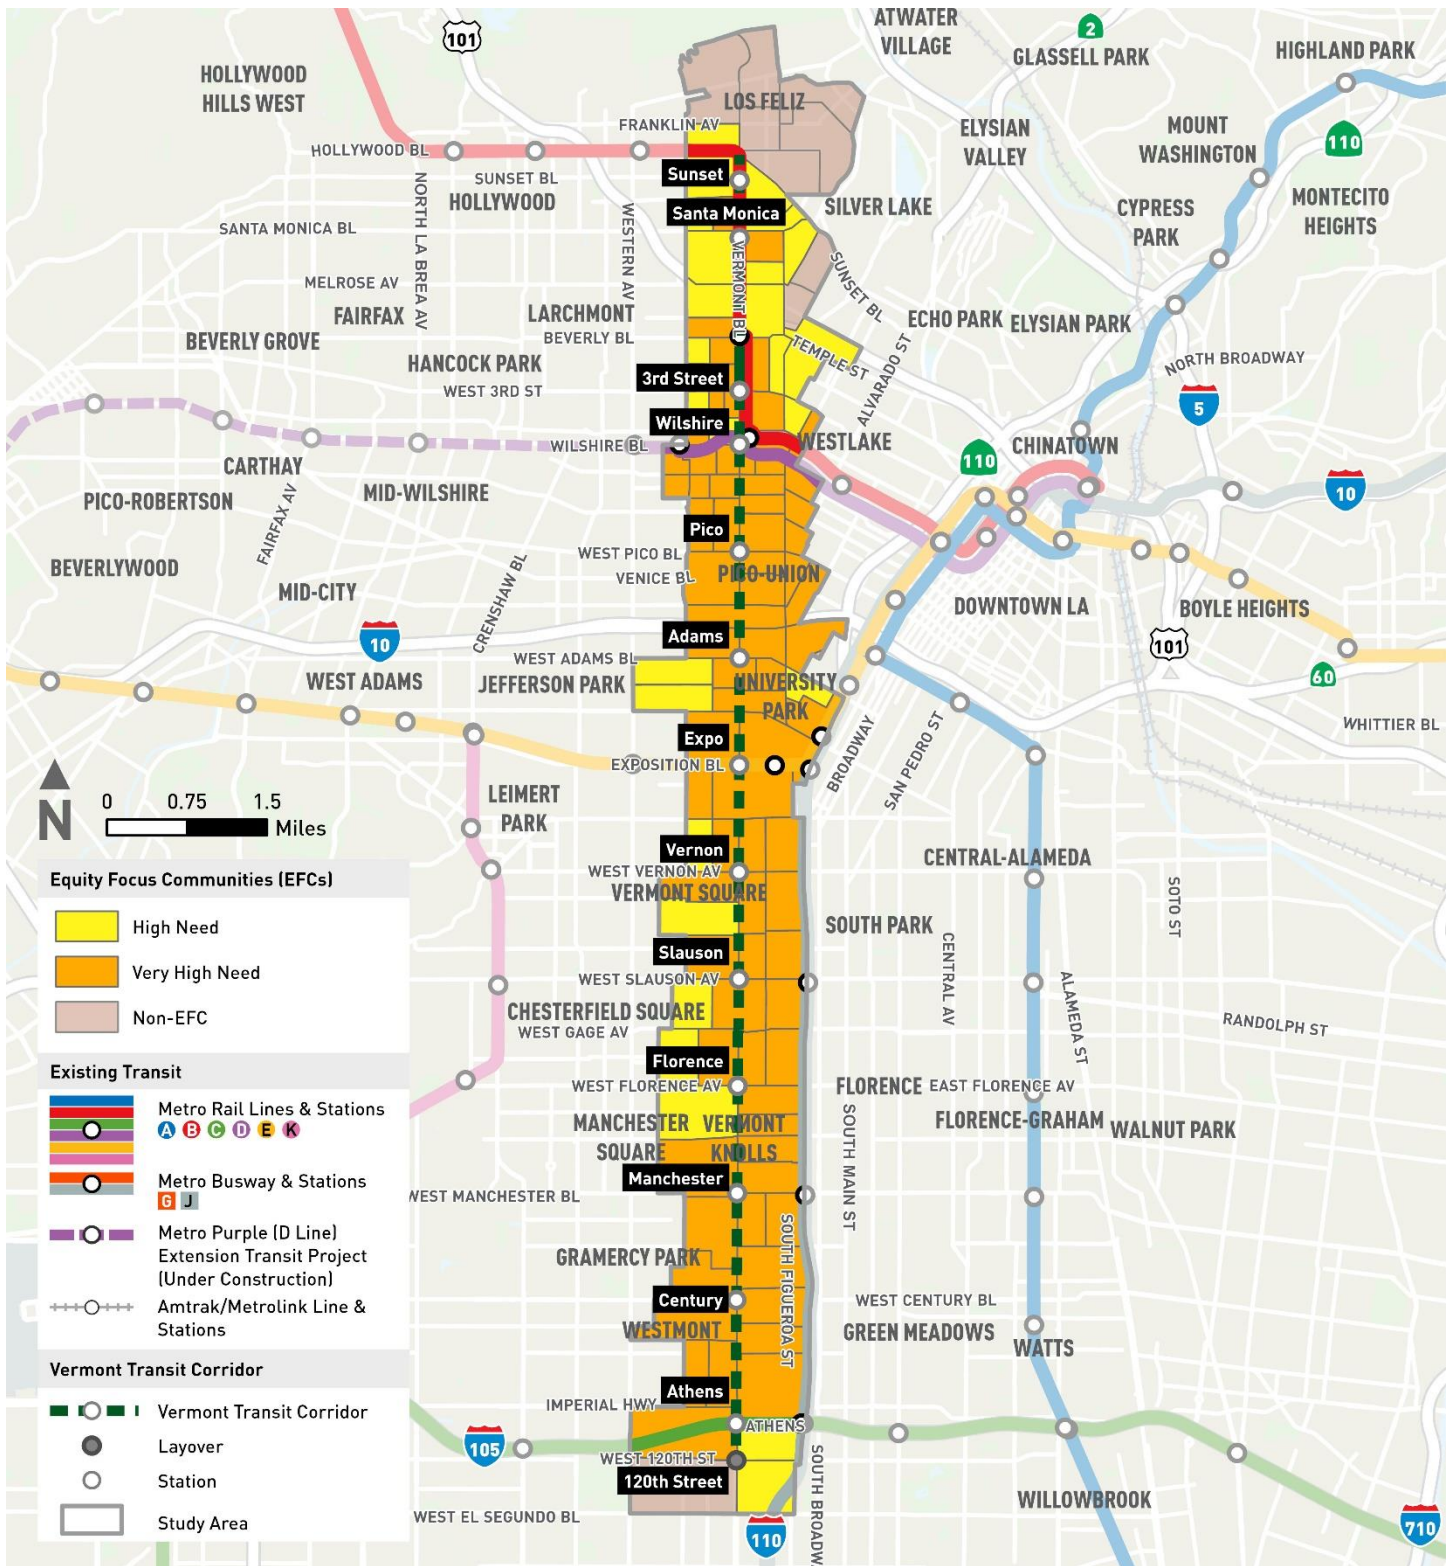 101
ATWATER
VILLAGE
2
GLASSELL PARK
HIGHLAND PARK
HOLLYWOOD
HILLS WEST
LOS FELIZ
FRANKLIN AV
ELYSIAN
VALLEY
MOUNT
WASHINGTON
110
HOLLYWOOD BL
SUNSET BL
HOLLYWOOD
Sunset
SILVER LAKE
CYPRESS
PARK
MONTECITO
HEIGHTS
NORTH LA BREA AV
WESTERN AV
SANTA MONICA BL
Santa Monica
VERMONT BL
SUNSET BL
MELROSE AV
FAIRFAX
LARCHMONT
BEVERLY BL
ECHO PARK
ELYSIAN PARK
BEVERLY GROVE
HANCOCK PARK
WEST 3RD ST
TEMPLE ST
ALVARADO ST
NORTH BROADWAY
3rd Street
5
Wilshire
WILSHIRE BL
WESTLAKE
CHINATOWN
110
10
CARTHAY
PICO-ROBERTSON
MID-WILSHIRE
FAIRFAX AV
Pico
WEST PICO BL
VENICE BL
PICO-UNION
BEVERLYWOOD
MID-CITY
CRENSHAW BL
DOWNTOWN LA
BOYLE HEIGHTS
10
Adams
WEST ADAMS BL
101
60
WEST ADAMS
JEFFERSON PARK
UNIVERSITY
PARK
WHITTIER BL
Expo
EXPOSITION BL
BROADWAY
SAN PEDRO ST
N
0
0.75
1.5
Miles
LEIMERT
PARK
Vernon
WEST VERNON AV
VERMONT SQUARE
CENTRAL-ALAMEDA
SOTO ST
SOUTH PARK
CENTRAL AV
Slauson
WEST SLAUSON AV
CHESTERFIELD SQUARE
WEST GAGE AV
ALAMEDA ST
RANDOLPH ST
Florence
WEST FLORENCE AV
FLORENCE
EAST FLORENCE AV
FLORENCE-GRAHAM
WALNUT PARK
MANCHESTER
SQUARE
VERMONT
KNOLLS
SOUTH MAIN ST
Manchester
WEST MANCHESTER BL
SOUTH FIGUEROA ST
GRAMERCY PARK
Century
WESTMONT
WEST CENTURY BL
GREEN MEADOWS
WATTS
Athens
IMPERIAL HWY
ATHENS
105
WEST 120TH ST
120th Street
SOUTH BROADW
WEST EL SEGUNDO BL
110
WILLOWBROOK
710
Equity Focus Communities (EFCs)
High Need
Very High Need
Non-EFC
Existing Transit
Metro Rail Lines & Stations
A B C D E K
Metro Busway & Stations
G J
Metro Purple (D Line)
Extension Transit Project
(Under Construction)
Amtrak/Metrolink Line &
Stations
Vermont Transit Corridor
Vermont Transit Corridor
Layover
Station
Study Area